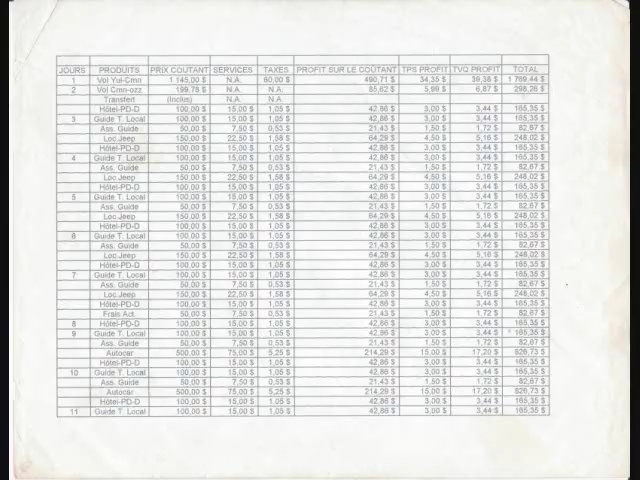 JOURS PRODUITS PRIX COUTANT SERVICES TAXES PROFIT SUR LE COÛTANT TPS PROFIT TVQ PROFIT TOTAL
1 Vol Yul-Cmn 1 145,00 $ N.A. 60,00 $ 490,71 $ 34,35 $ 39,38 $ 1 769,44 $
2 Vol Cmn-ozz 199,78 $ N.A. N.A. 85,62 $ 5,99 $ 6,87 $ 298,26 $
Transfert (Inclus) N.A. N.A.
Hôtel-PD-D 100,00 $ 15,00 $ 1,05 $ 42,86 $ 3,00 $ 3,44 $ 165,35 $
3 Guide T. Local 100,00 $ 15,00 $ 1,05 $ 42,86 $ 3,00 $ 3,44 $ 165,35 $
Ass. Guide 50,00 $ 7,50 $ 0,53 $ 21,43 $ 1,50 $ 1,72 $ 82,67 $
Loc.Jeep 150,00 $ 22,50 $ 1,58 $ 64,29 $ 4,50 $ 5,16 $ 248,02 $
Hôtel-PD-D 100,00 $ 15,00 $ 1,05 $ 42,86 $ 3,00 $ 3,44 $ 165,35 $
4 Guide T. Local 100,00 $ 15,00 $ 1,05 $ 42,86 $ 3,00 $ 3,44 $ 165,35 $
Ass. Guide 50,00 $ 7,50 $ 0,53 $ 21,43 $ 1,50 $ 1,72 $ 82,67 $
Loc.Jeep 150,00 $ 22,50 $ 1,58 $ 64,29 $ 4,50 $ 5,16 $ 248,02 $
Hôtel-PD-D 100,00 $ 15,00 $ 1,05 $ 42,86 $ 3,00 $ 3,44 $ 165,35 $
5 Guide T. Local 100,00 $ 15,00 $ 1,05 $ 42,86 $ 3,00 $ 3,44 $ 165,35 $
Ass. Guide 50,00 $ 7,50 $ 0,53 $ 21,43 $ 1,50 $ 1,72 $ 82,67 $
Loc.Jeep 150,00 $ 22,50 $ 1,58 $ 64,29 $ 4,50 $ 5,16 $ 248,02 $
Hôtel-PD-D 100,00 $ 15,00 $ 1,05 $ 42,86 $ 3,00 $ 3,44 $ 165,35 $
6 Guide T. Local 100,00 $ 15,00 $ 1,05 $ 42,86 $ 3,00 $ 3,44 $ 165,35 $
Ass. Guide 50,00 $ 7,50 $ 0,53 $ 21,43 $ 1,50 $ 1,72 $ 82,67 $
Loc.Jeep 150,00 $ 22,50 $ 1,58 $ 64,29 $ 4,50 $ 5,16 $ 248,02 $
Hôtel-PD-D 100,00 $ 15,00 $ 1,05 $ 42,86 $ 3,00 $ 3,44 $ 165,35 $
7 Guide T. Local 100,00 $ 15,00 $ 1,05 $ 42,86 $ 3,00 $ 3,44 $ 165,35 $
Ass. Guide 50,00 $ 7,50 $ 0,53 $ 21,43 $ 1,50 $ 1,72 $ 82,67 $
Loc.Jeep 150,00 $ 22,50 $ 1,58 $ 64,29 $ 4,50 $ 5,16 $ 248,02 $
Hôtel-PD-D 100,00 $ 15,00 $ 1,05 $ 42,86 $ 3,00 $ 3,44 $ 165,35 $
Frais Act. 50,00 $ 7,50 $ 0,53 $ 21,43 $ 1,50 $ 1,72 $ 82,67 $
8 Hôtel-PD-D 100,00 $ 15,00 $ 1,05 $ 42,86 $ 3,00 $ 3,44 $ 165,35 $
9 Guide T. Local 100,00 $ 15,00 $ 1,05 $ 42,86 $ 3,00 $ 3,44 $ 165,35 $
Ass. Guide 50,00 $ 7,50 $ 0,53 $ 21,43 $ 1,50 $ 1,72 $ 82,67 $
Autocar 500,00 $ 75,00 $ 5,25 $ 214,29 $ 15,00 $ 17,20 $ 826,73 $
Hôtel-PD-D 100,00 $ 15,00 $ 1,05 $ 42,86 $ 3,00 $ 3,44 $ 165,35 $
10 Guide T. Local 100,00 $ 15,00 $ 1,05 $ 42,86 $ 3,00 $ 3,44 $ 165,35 $
Ass. Guide 50,00 $ 7,50 $ 0,53 $ 21,43 $ 1,50 $ 1,72 $ 82,67 $
Autocar 500,00 $ 75,00 $ 5,25 $ 214,29 $ 15,00 $ 17,20 $ 826,73 $
Hôtel-PD-D 100,00 $ 15,00 $ 1,05 $ 42,86 $ 3,00 $ 3,44 $ 165,35 $
11 Guide T. Local 100,00 $ 15,00 $ 1,05 $ 42,86 $ 3,00 $ 3,44 $ 165,35 $